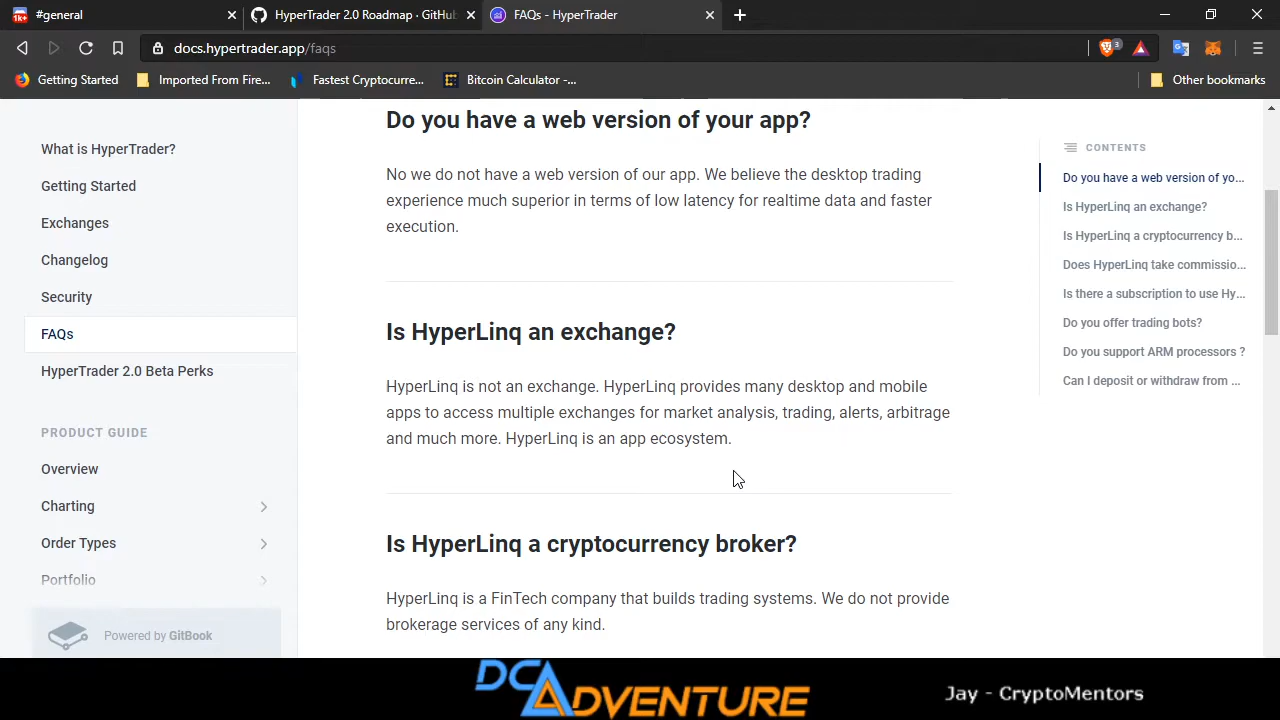 #general
HyperTrader 2.0 Roadmap · GitHub
FAQs - HyperTrader
docs.hypertrader.app/faqs
3
Getting Started
Imported From Fire...
Fastest Cryptocurre...
Bitcoin Calculator -...
Other bookmarks
What is HyperTrader?
Getting Started
Exchanges
Changelog
Security
FAQs
HyperTrader 2.0 Beta Perks
PRODUCT GUIDE
Overview
Charting
Order Types
Portfolio
Powered by GitBook
Do you have a web version of your app?
No we do not have a web version of our app. We believe the desktop trading
experience much superior in terms of low latency for realtime data and faster
execution.
Is HyperLinq an exchange?
HyperLinq is not an exchange. HyperLinq provides many desktop and mobile
apps to access multiple exchanges for market analysis, trading, alerts, arbitrage
and much more. HyperLinq is an app ecosystem.
Is HyperLinq a cryptocurrency broker?
HyperLinq is a FinTech company that builds trading systems. We do not provide
brokerage services of any kind.
CONTENTS
Do you have a web version of yo...
Is HyperLinq an exchange?
Is HyperLinq a cryptocurrency b...
Does HyperLinq take commissio...
Is there a subscription to use Hy...
Do you offer trading bots?
Do you support ARM processors ?
Can I deposit or withdraw from ...
DCADVENTURE
Jay - CryptoMentors